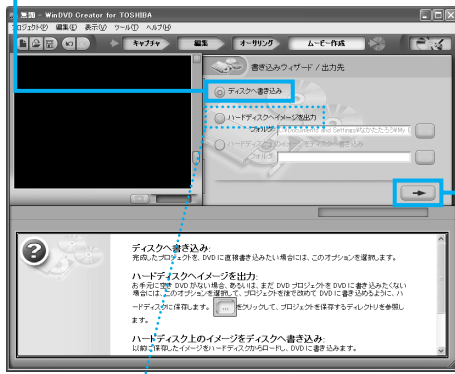 無題 - WinDVD Creator for TOSHIBA
プロジェクト(P) 編集(E) 表示(V) ツール(T) ヘルプ(H)
キャプチャ 編集 オーサリング ムービー作成
書き込みウィザード / 出力先
ディスクへ書き込み
ハードディスクへイメージを出力
フォルダ C:¥Documents and Settings¥なかたたろう¥My
ハードディスク上のイメージをディスクへ書き込み
フォルダ
ディスクへ書き込み:
完成したプロジェクトを、DVD に直接書き込みたい場合には、このオプションを選択します。
ハードディスクへイメージを出力:
お手元に空き DVD がない場合、あるいは、まだ DVD プロジェクトを DVD に書き込みたくない
場合には、このオプションを選択して、プロジェクトを後で改めて DVD に書き込めるように、ハ
ードディスクに保存します。 ... をクリックして、プロジェクトを保存するディレクトリを参照し
ます。
ハードディスク上のイメージをディスクへ書き込み:
以前に保存したイメージをハードディスクからロードし、DVD に書き込みます。